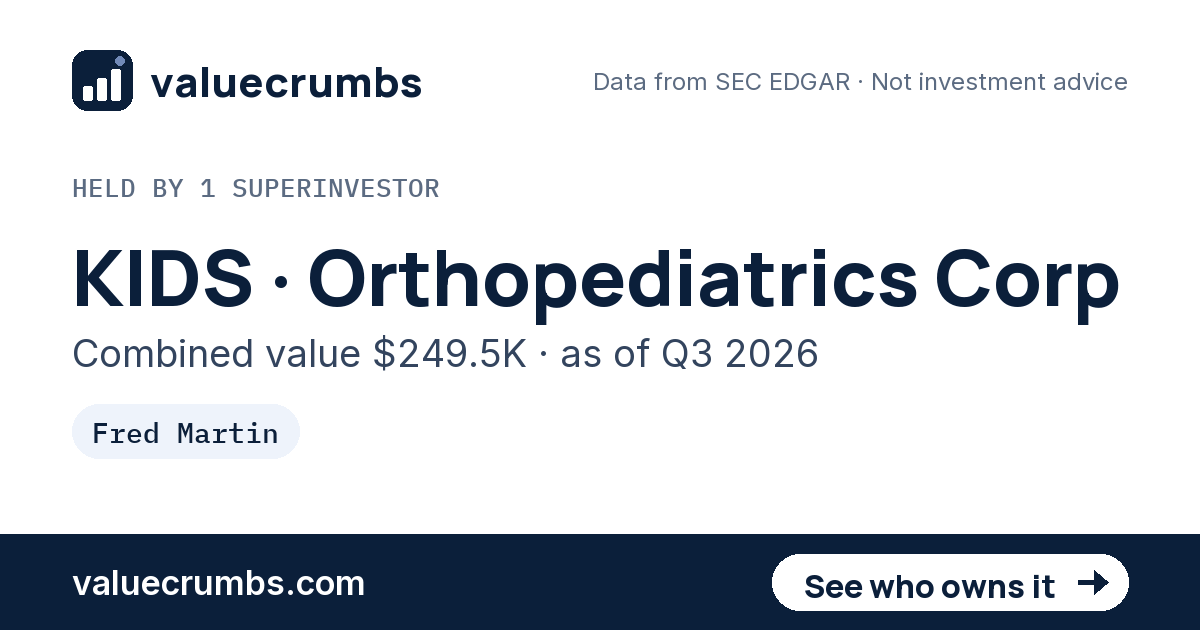 valuecrumbs
Data from SEC EDGAR · Not investment advice
HELD BY 1 SUPERINVESTOR
KIDS · Orthopediatrics Corp
Combined value $249.5K · as of Q3 2026
Fred Martin
valuecrumbs.com
See who owns it →